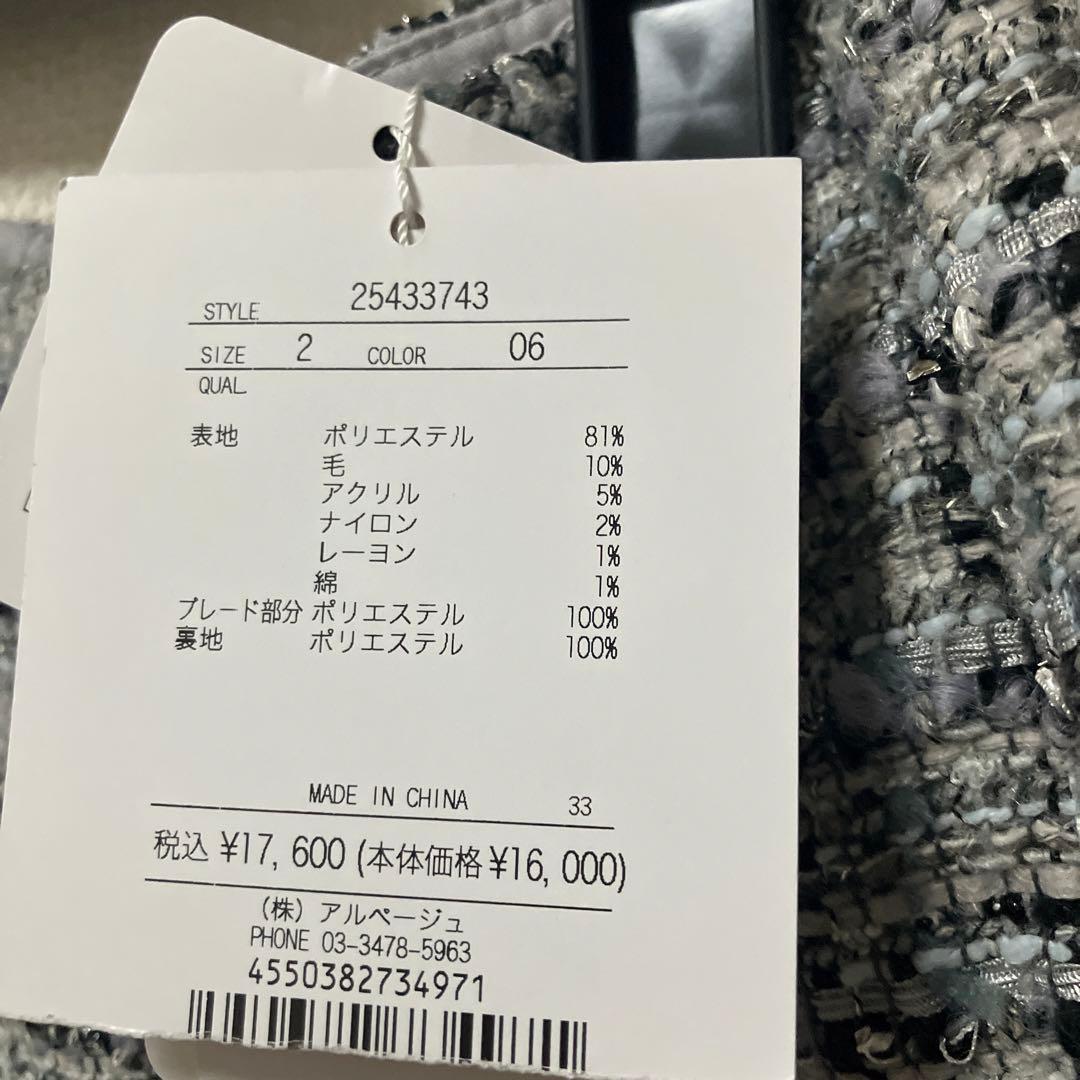 STYLE 25433743
SIZE 2 COLOR 06
QUAL
表地 ポリエステル 81%
毛 10%
アクリル 5%
ナイロン 2%
レーヨン 1%
綿 1%
ブレード部分 ポリエステル 100%
裏地 ポリエステル 100%
MADE IN CHINA 33
税込 ¥17, 600 (本体価格 ¥16, 000)
(株) アルページュ
PHONE 03-3478-5963
4550382734971